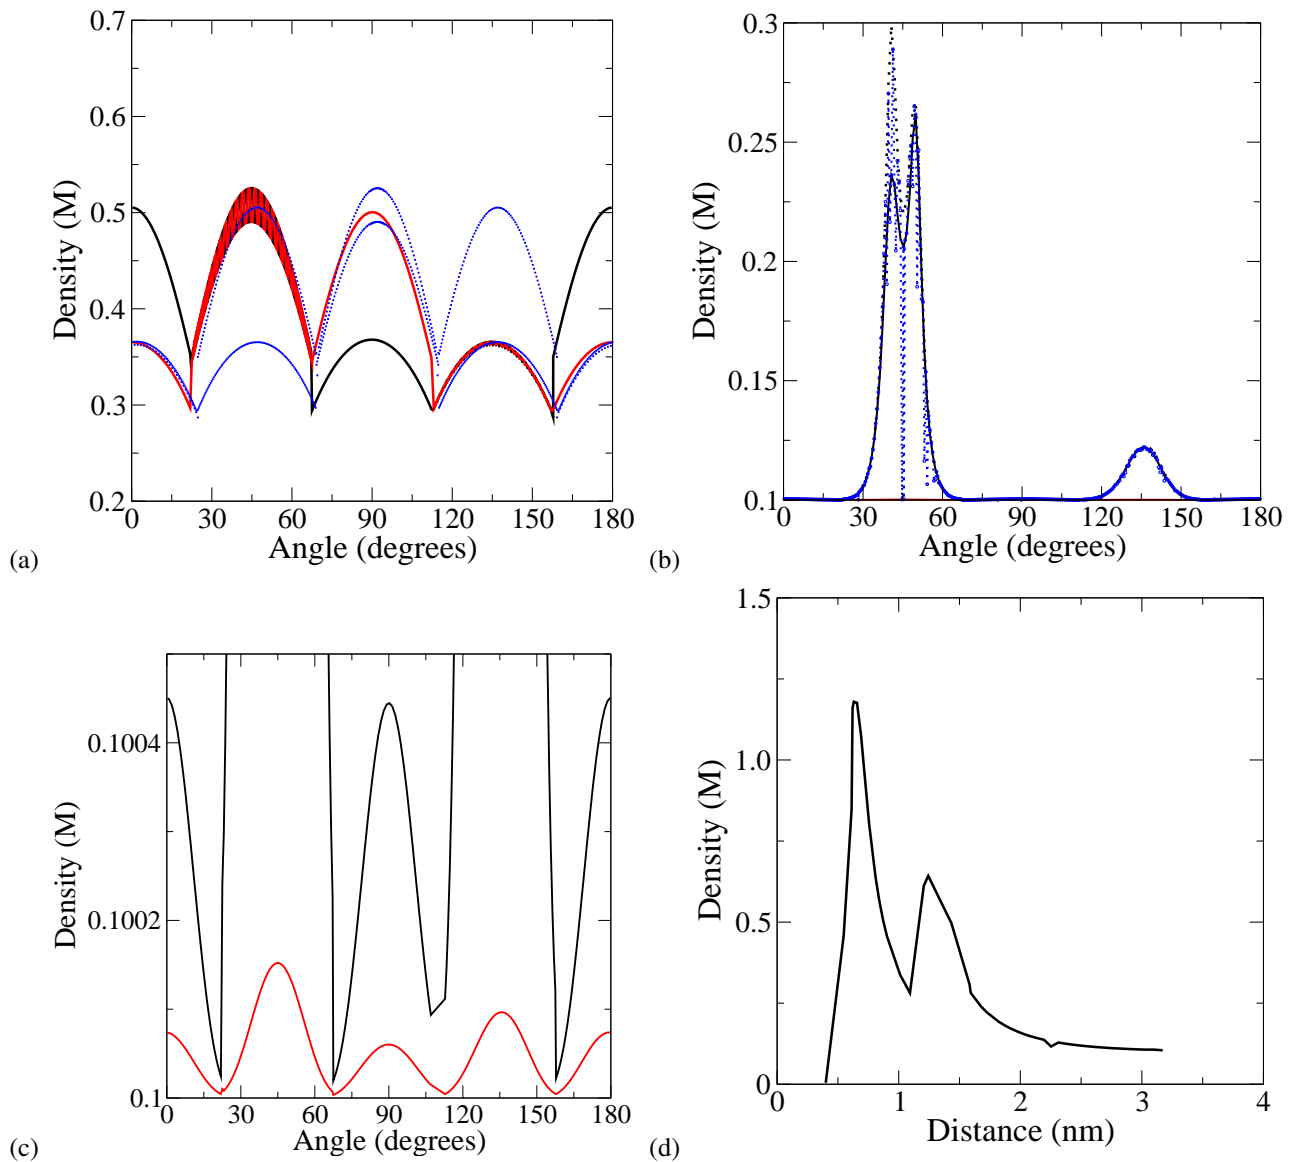 0.7
0.6
0.5
0.4
0.3
0.2
Density (M)
0 30 60 90 120 150 180
Angle (degrees)
(a)
0.3
0.25
0.2
0.15
0.1
Density (M)
0 30 60 90 120 150 180
Angle (degrees)
(b)
0.1004
0.1002
0.1
Density (M)
0 30 60 90 120 150 180
Angle (degrees)
(c)
1.5
1.0
0.5
0
Density (M)
0 1 2 3 4
Distance (nm)
(d)